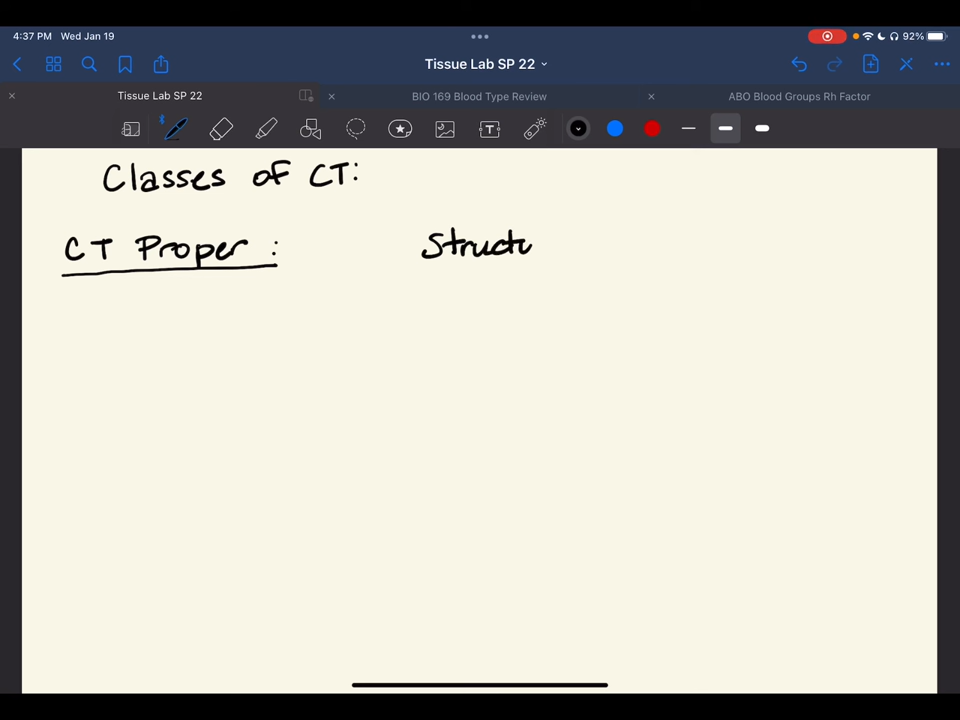 4:37 PM Wed Jan 19
92%
Tissue Lab SP 22
Tissue Lab SP 22 BIO 169 Blood Type Review ABO Blood Groups Rh Factor
T
Classes of CT:
CT Proper : Structu